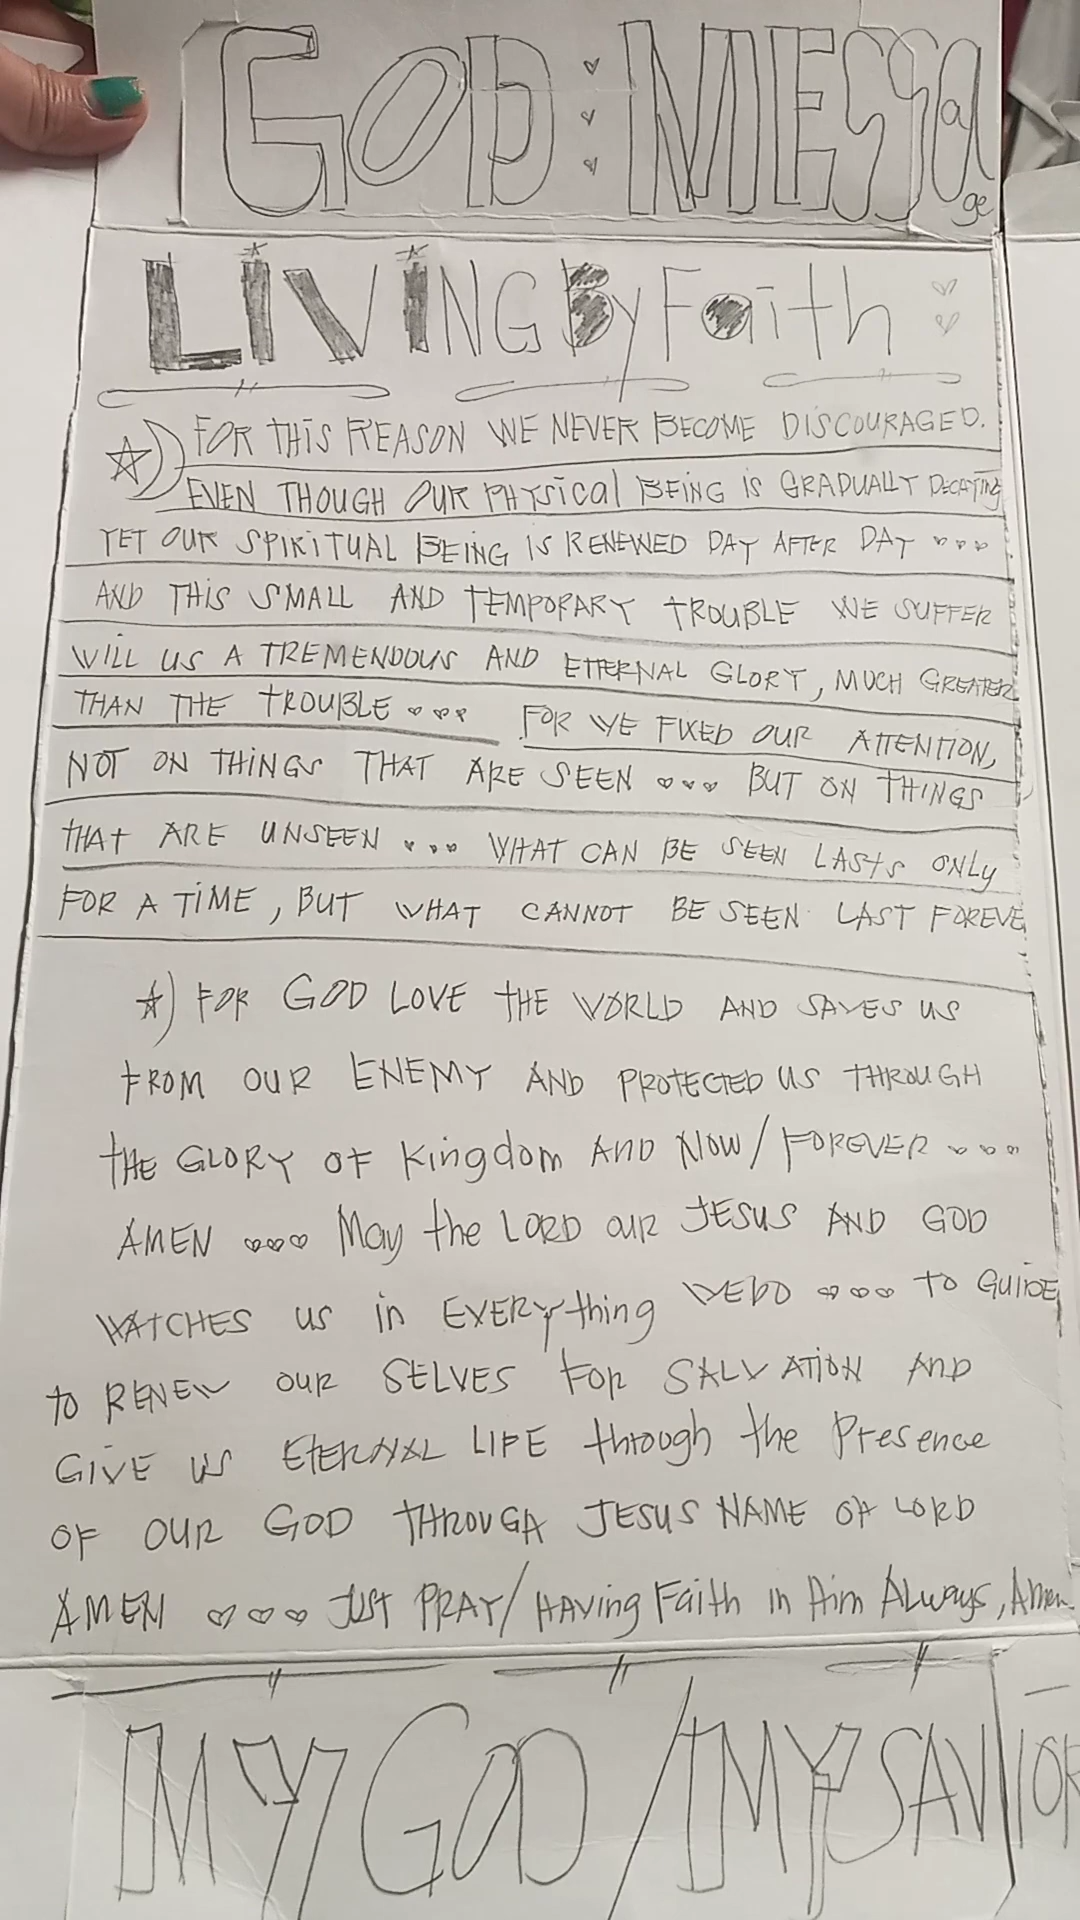 GOD : MESSage
LiViNG By Faith
FOR THiS REASON WE NEVER BECOME DiSCOURAGED.
EVEN THOUGH OUR PHYSical BEING iS GRADUALLY DECAYING
YET OUR SPIRITUAL BEING IS RENEWED DAY AFTER DAY
AND THIS SMALL AND TEMPORARY TROUBLE WE SUFFER
WILL US A TREMENDOUS AND ETERNAL GLORY, MUCH GREATER
THAN THE TROUBLE
FOR WE FIXED OUR ATTENTION,
NOT ON THINGS THAT ARE SEEN BUT ON THINGS
THAT ARE UNSEEN WHAT CAN BE SEEN LASTS ONLY
FOR A TIME, BUT WHAT CANNOT BE SEEN LAST FOREVE
FOR GOD LOVE THE WORLD AND SAVES US
FROM OUR ENEMY AND PROTECTED US THROUGH
THE GLORY OF Kingdom AND NOW/FOREVER
AMEN May the LORD our JESUS AND GOD
WATCHES us in EVERYthing WEDO TO GUIDE,
to RENEW OUR SELVES FOR SALVATION AND
GIVE us ETERNAL LIFE through the Presence
OF OUR GOD THROUGH JESUS NAME OF LORD
AMEN JUST PRAY/HAVing Faith in Him Always, Amen.
MY GOD/MY SAVIOR